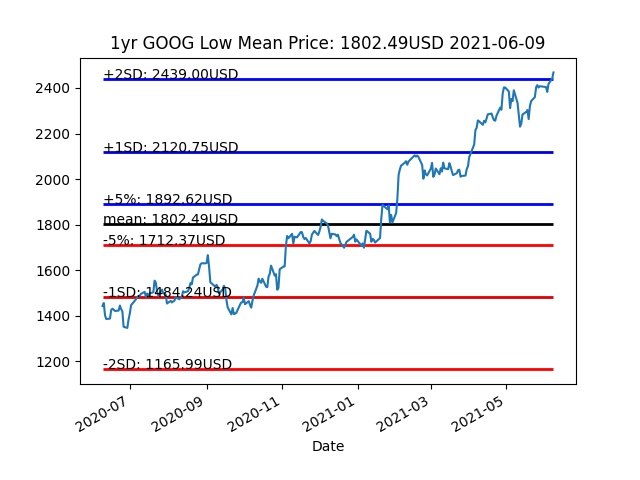 1yr GOOG Low Mean Price: 1802.49USD 2021-06-09
+2SD: 2439.00USD
2400
2200
+1SD: 2120.75USD
2000
+5%: 1892.62USD
mean: 1802.49USD
1800
-5%: 1712.37USD
1600
-1SD: 1484.24USD
1400
-2SD: 1165.99USD
1200
2020-07
2020-09
2020-11
2021-01
2021-03
2021-05
Date